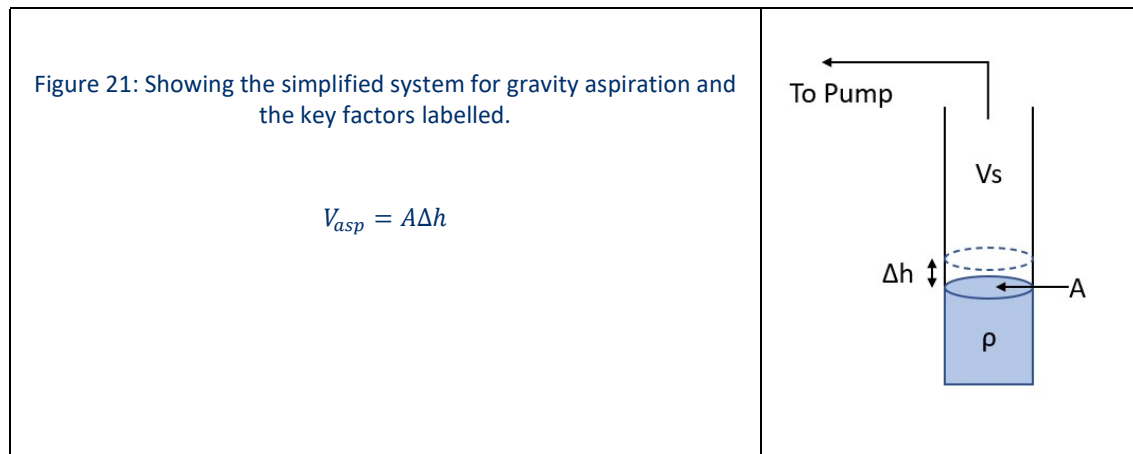 Figure 21: Showing the simplified system for gravity aspiration and
the key factors labelled.
V_asp = AΔh
To Pump
Vs
Δh
A
ρ